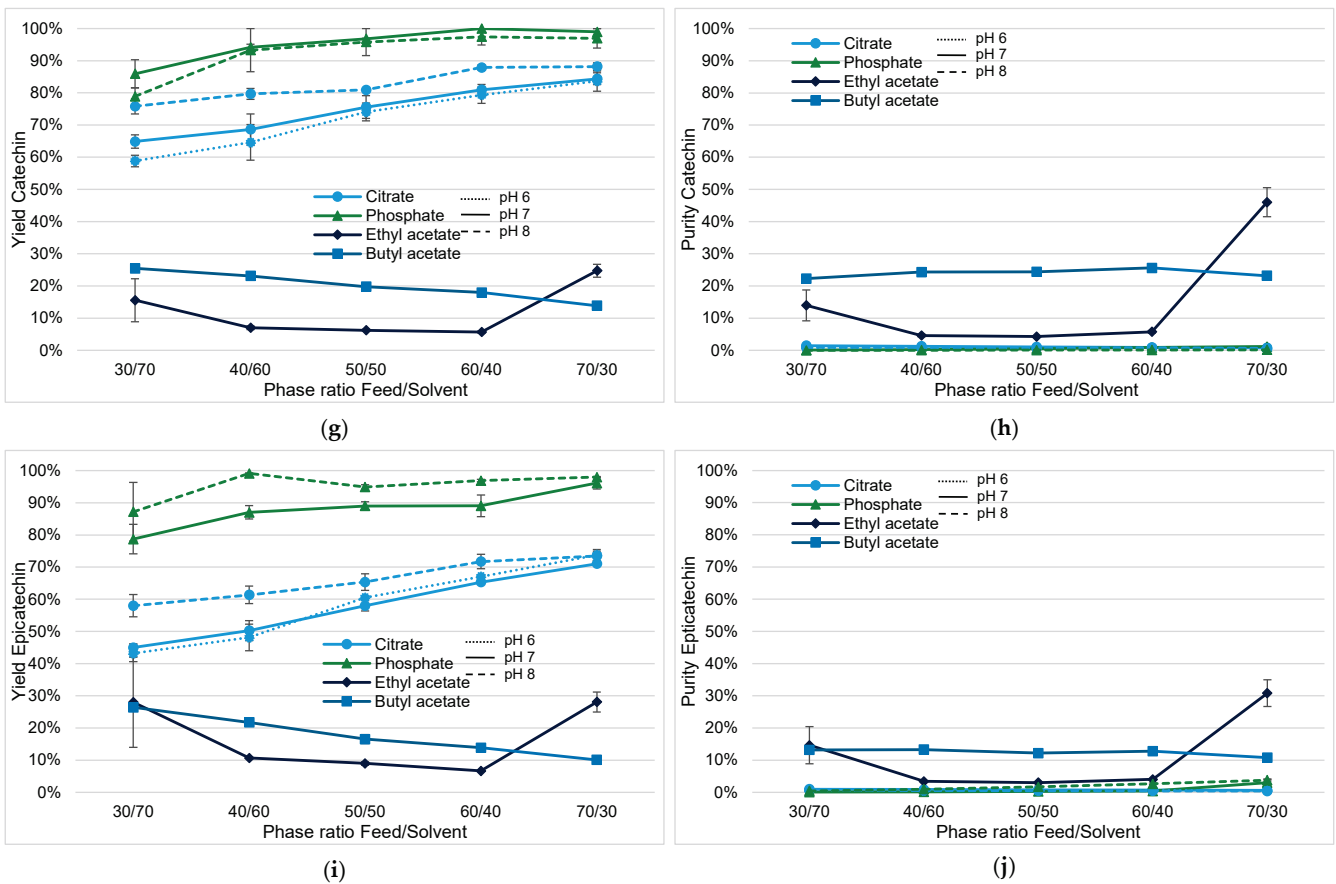 Yield Catechin
100%
90%
80%
70%
60%
50%
40%
30%
20%
10%
0%
Citrate
Phosphate
Ethyl acetate
Butyl acetate
pH 6
pH 7
pH 8
30/70 40/60 50/50 60/40 70/30
Phase ratio Feed/Solvent
(g)
Purity Catechin
100%
90%
80%
70%
60%
50%
40%
30%
20%
10%
0%
Citrate
Phosphate
Ethyl acetate
Butyl acetate
pH 6
pH 7
pH 8
30/70 40/60 50/50 60/40 70/30
Phase ratio Feed/Solvent
(h)
Yield Epicatechin
100%
90%
80%
70%
60%
50%
40%
30%
20%
10%
0%
Citrate
Phosphate
Ethyl acetate
Butyl acetate
pH 6
pH 7
pH 8
30/70 40/60 50/50 60/40 70/30
Phase ratio Feed/Solvent
(i)
Purity Epticatechin
100%
90%
80%
70%
60%
50%
40%
30%
20%
10%
0%
Citrate
Phosphate
Ethyl acetate
Butyl acetate
pH 6
pH 7
pH 8
30/70 40/60 50/50 60/40 70/30
Phase ratio Feed/Solvent
(j)